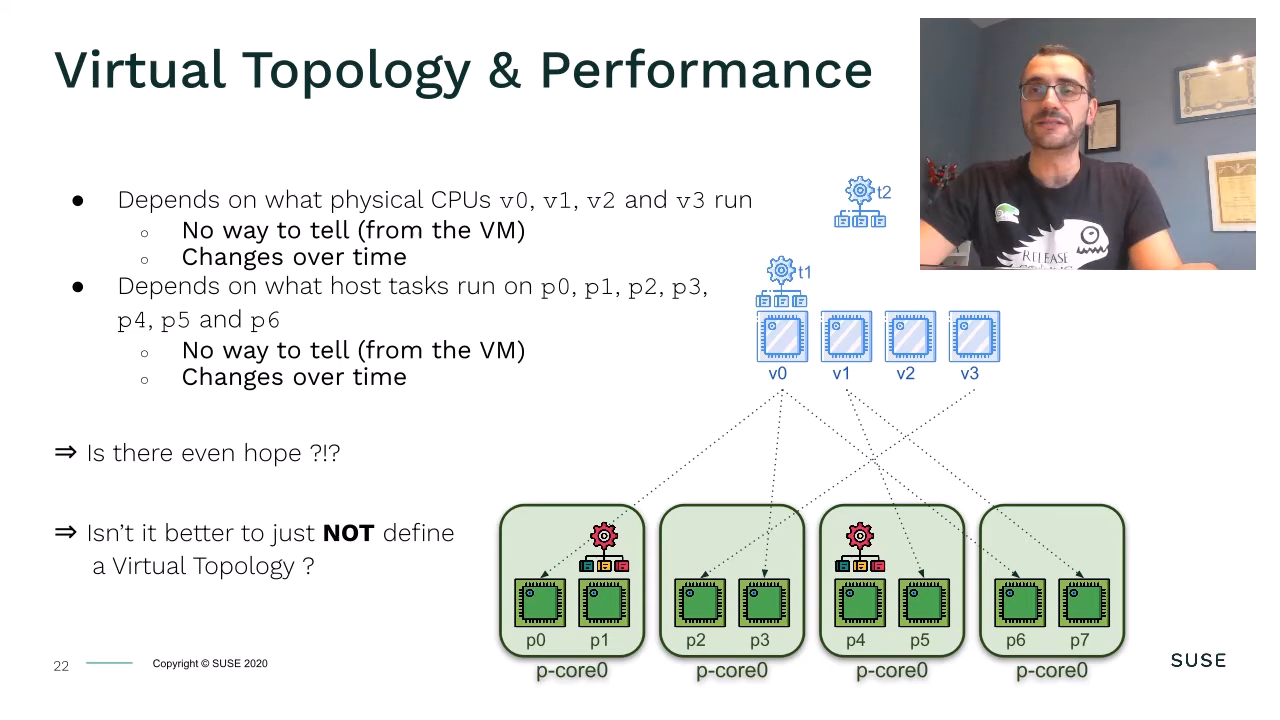 Virtual Topology & Performance
● Depends on what physical CPUs v0, v1, v2 and v3 run
○ No way to tell (from the VM)
○ Changes over time
● Depends on what host tasks run on p0, p1, p2, p3,
p4, p5 and p6
○ No way to tell (from the VM)
○ Changes over time
⇒ Is there even hope ?!?
⇒ Isn't it better to just NOT define
a Virtual Topology ?
t2
t1
v0 v1 v2 v3
p0 p1 p2 p3 p4 p5 p6 p7
p-core0 p-core0 p-core0 p-core0
RELEASE
22 Copyright © SUSE 2020
SUSE